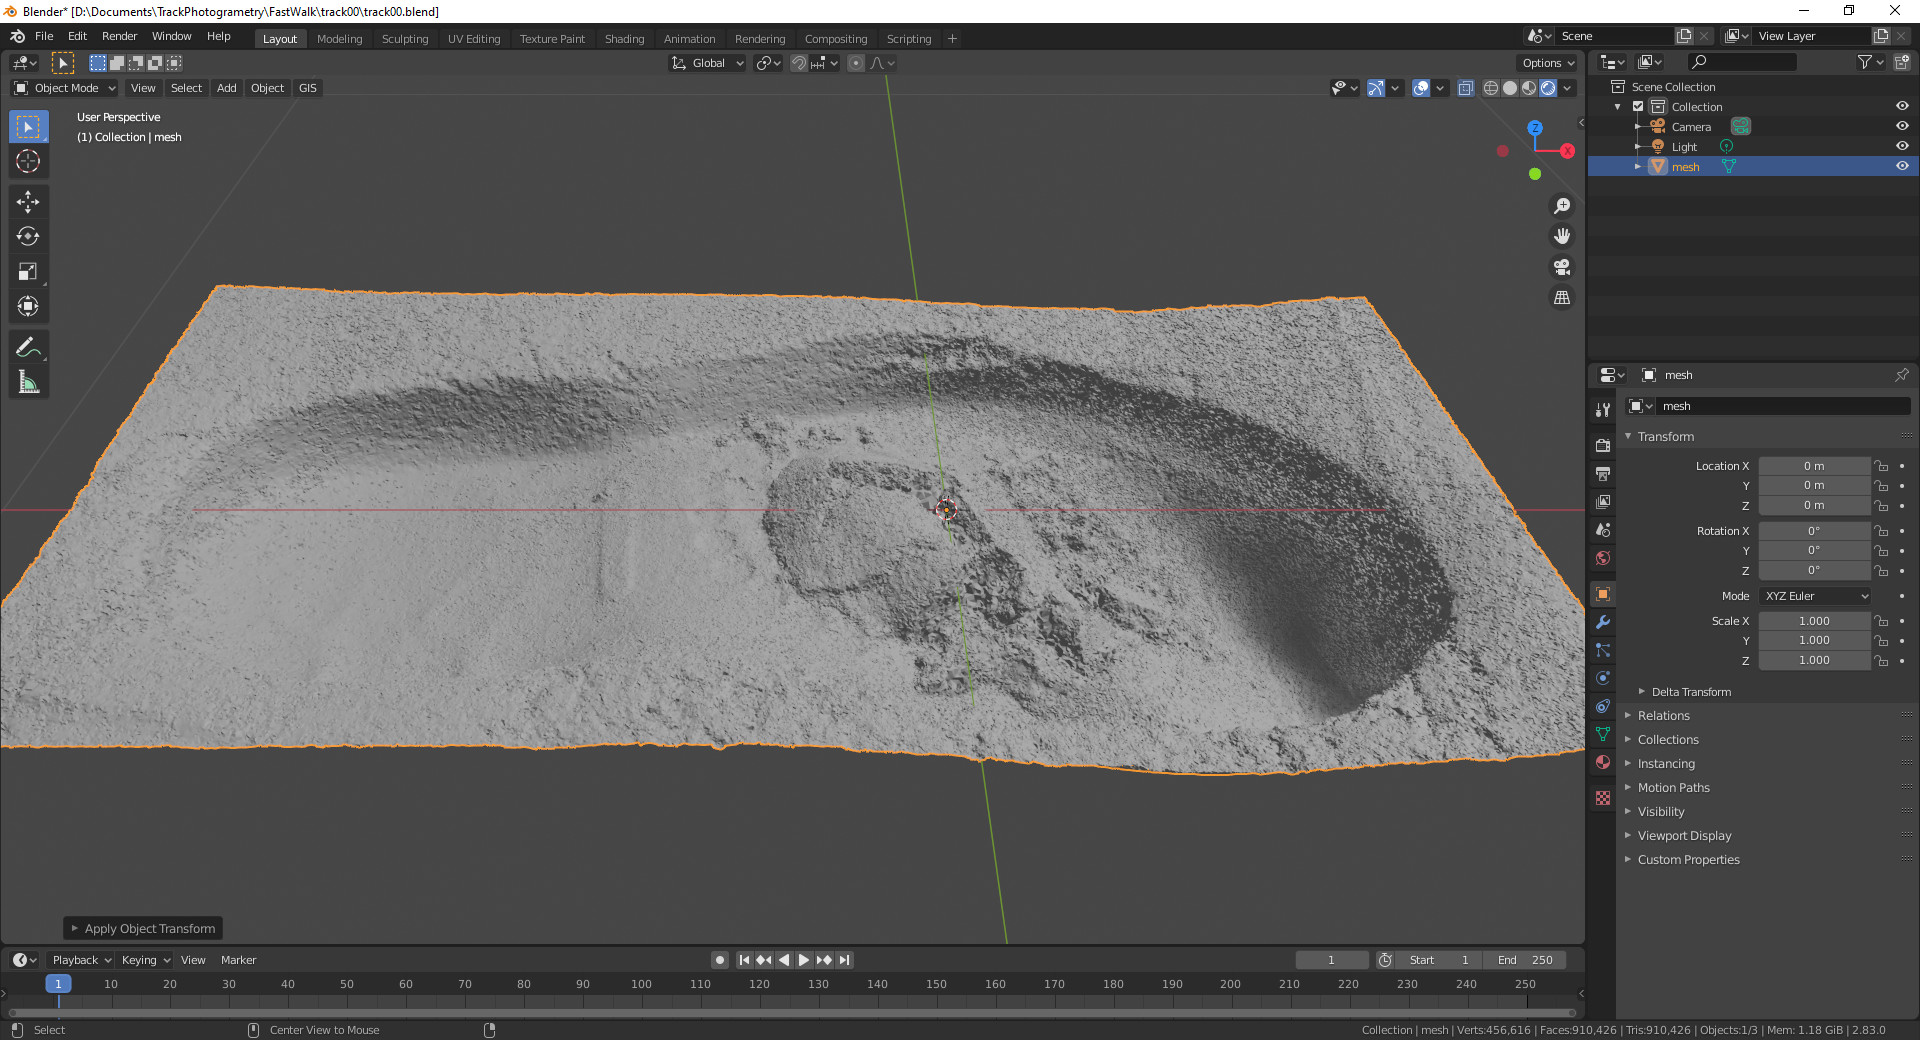 Blender* [D:\Documents\TrackPhotogrametry\FastWalk\track00\track00.blend]
File Edit Render Window Help
Layout Modeling Sculpting UV Editing Texture Paint Shading Animation Rendering Compositing Scripting +
Scene
View Layer
Global
Options
Object Mode View Select Add Object GIS
User Perspective
(1) Collection | mesh
Z
X
Scene Collection
Collection
Camera
Light
mesh
mesh
mesh
Transform
Location X 0 m
Y 0 m
Z 0 m
Rotation X 0°
Y 0°
Z 0°
Mode XYZ Euler
Scale X 1.000
Y 1.000
Z 1.000
Delta Transform
Relations
Collections
Instancing
Motion Paths
Visibility
Viewport Display
Custom Properties
Apply Object Transform
Playback Keying View Marker
1
Start 1
End 250
1 10 20 30 40 50 60 70 80 90 100 110 120 130 140 150 160 170 180 190 200 210 220 230 240 250
Select
Center View to Mouse
Collection | mesh | Verts:456,616 | Faces:910,426 | Tris:910,426 | Objects:1/3 | Mem: 1.18 GiB | 2.83.0